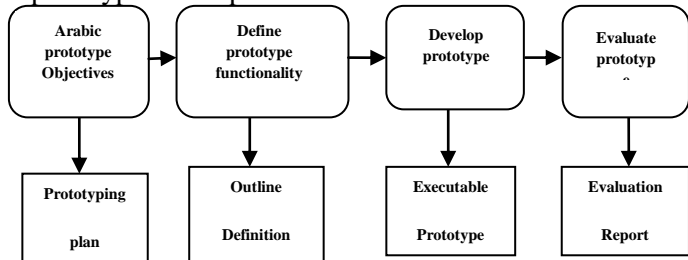 Arabic
prototype
Objectives
Define
prototype
functionality
Develop
prototype
Evaluate
prototyp
Prototyping
plan
Outline
Definition
Executable
Prototype
Evaluation
Report